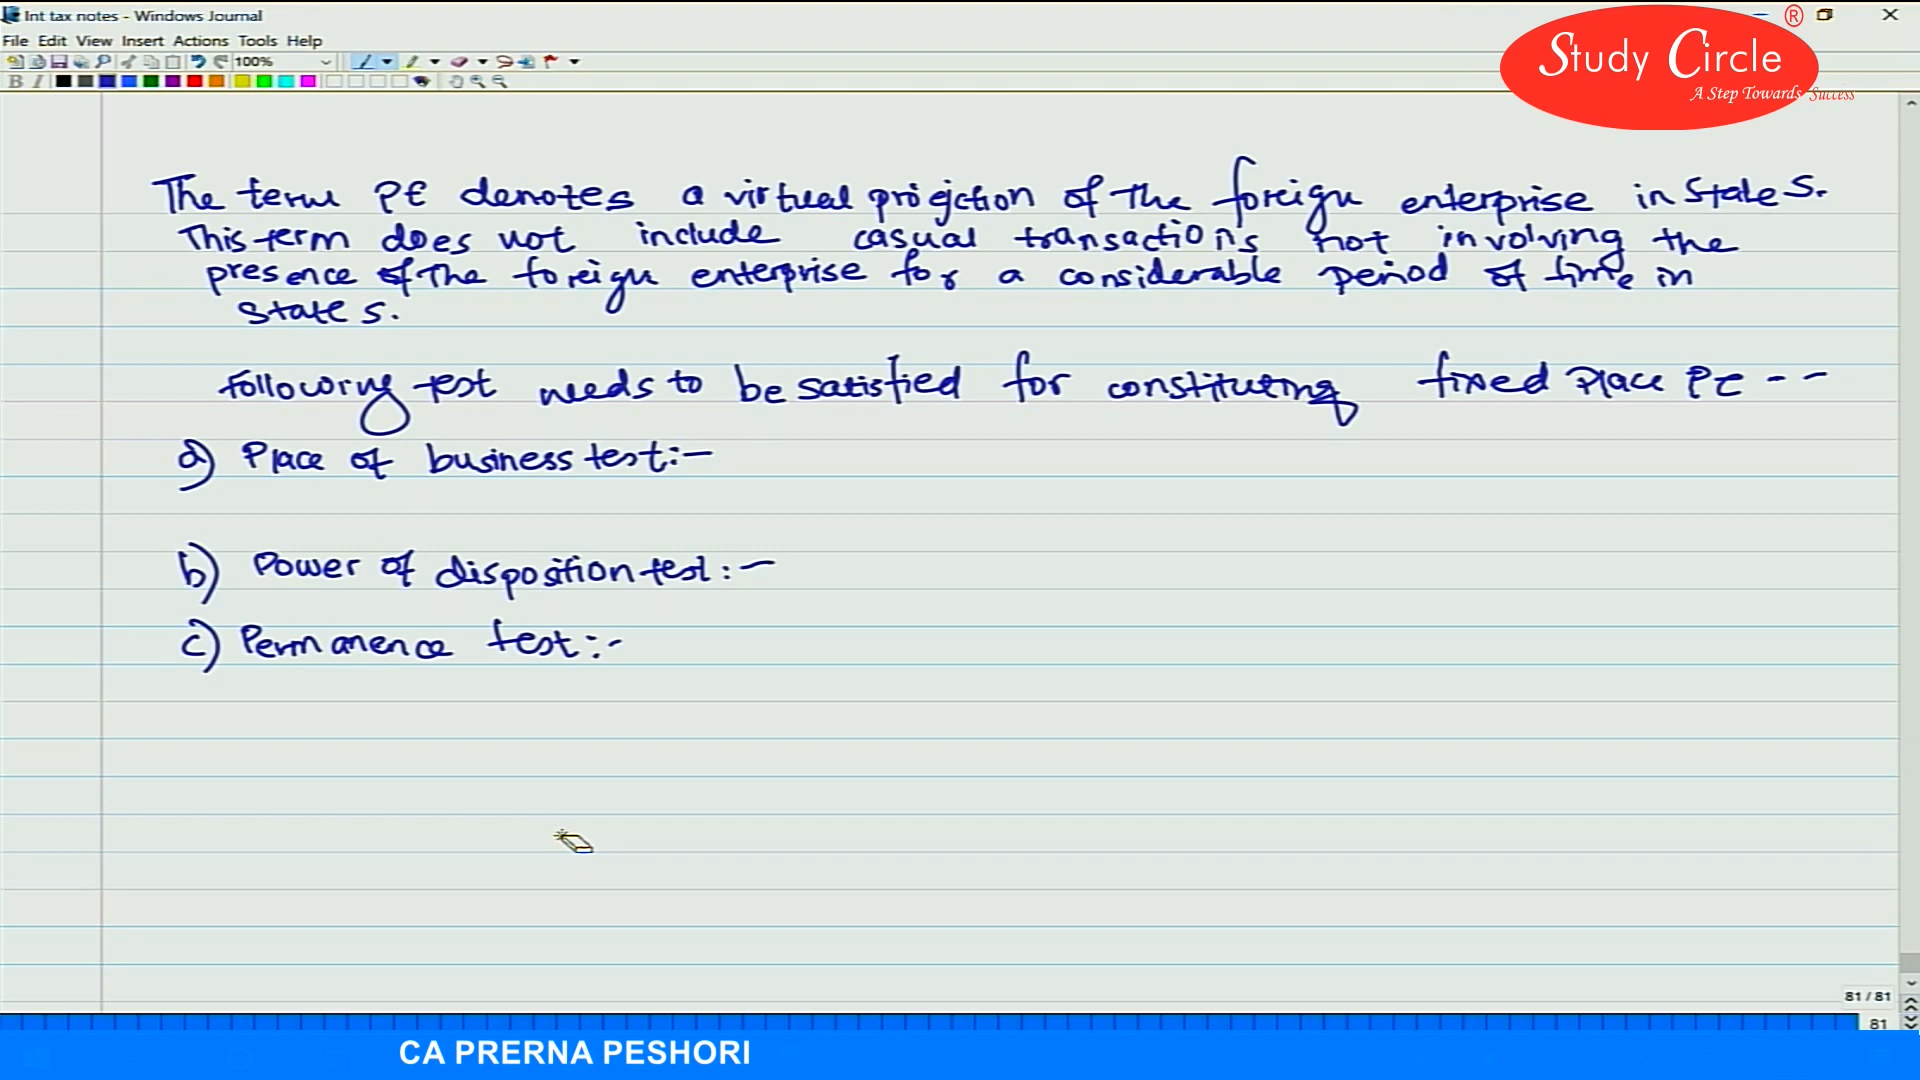 Int tax notes - Windows Journal
File Edit View Insert Actions Tools Help
100%
B I
Study Circle
®
A Step Towards Success
The term PE denotes a virtual projection of the foreign enterprise in State S.
This term does not include casual transactions not involving the
presence of the foreign enterprise for a considerable period of time in
State S.
Following test needs to be satisfied for constituting fixed Place PE --
a) Place of business test:-
b) Power of disposition test:-
c) Permanence test:-
81 / 81
81
CA PRERNA PESHORI